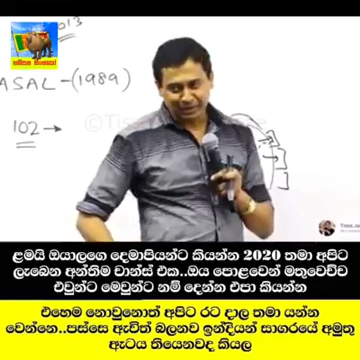 2013
ASAL-(1989)
102 →
ළමයි ඔයාලගෙ දෙමාපියන්ට කියන්න 2020 තමා අපිට
ලැබෙන අන්තිම චාන්ස් එක..ඔය පොළවෙන් මතුවෙච්ච
එවුන්ට මෙවුන්ට නම් දෙන්න එපා කියන්න
එහෙම නොවුනොත් අපිට රට දාල තමා යන්න
වෙන්නෙ..පස්සෙ ඇවිත් බලනව ඉන්දියන් සාගරයේ අමුතු
ඇටය තියෙනවද කියල